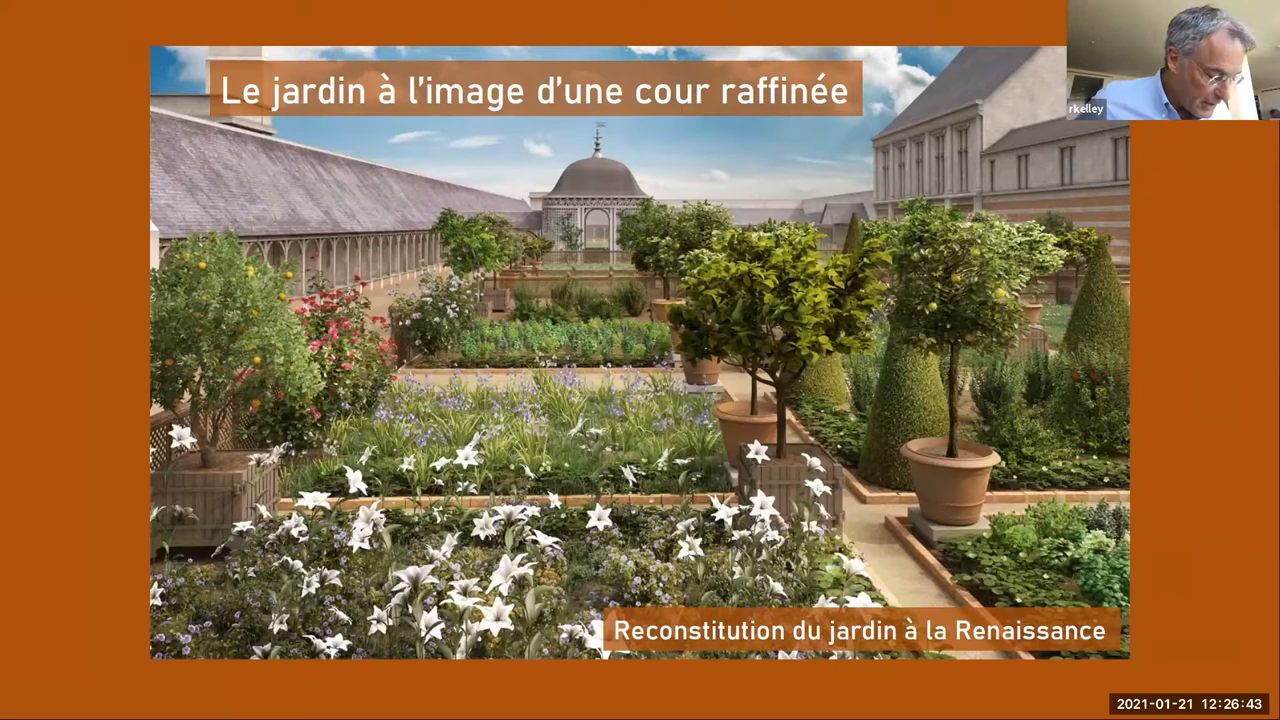 Le jardin à l'image d'une cour raffinée
rkelley
Reconstitution du jardin à la Renaissance
2021-01-21 12:26:43